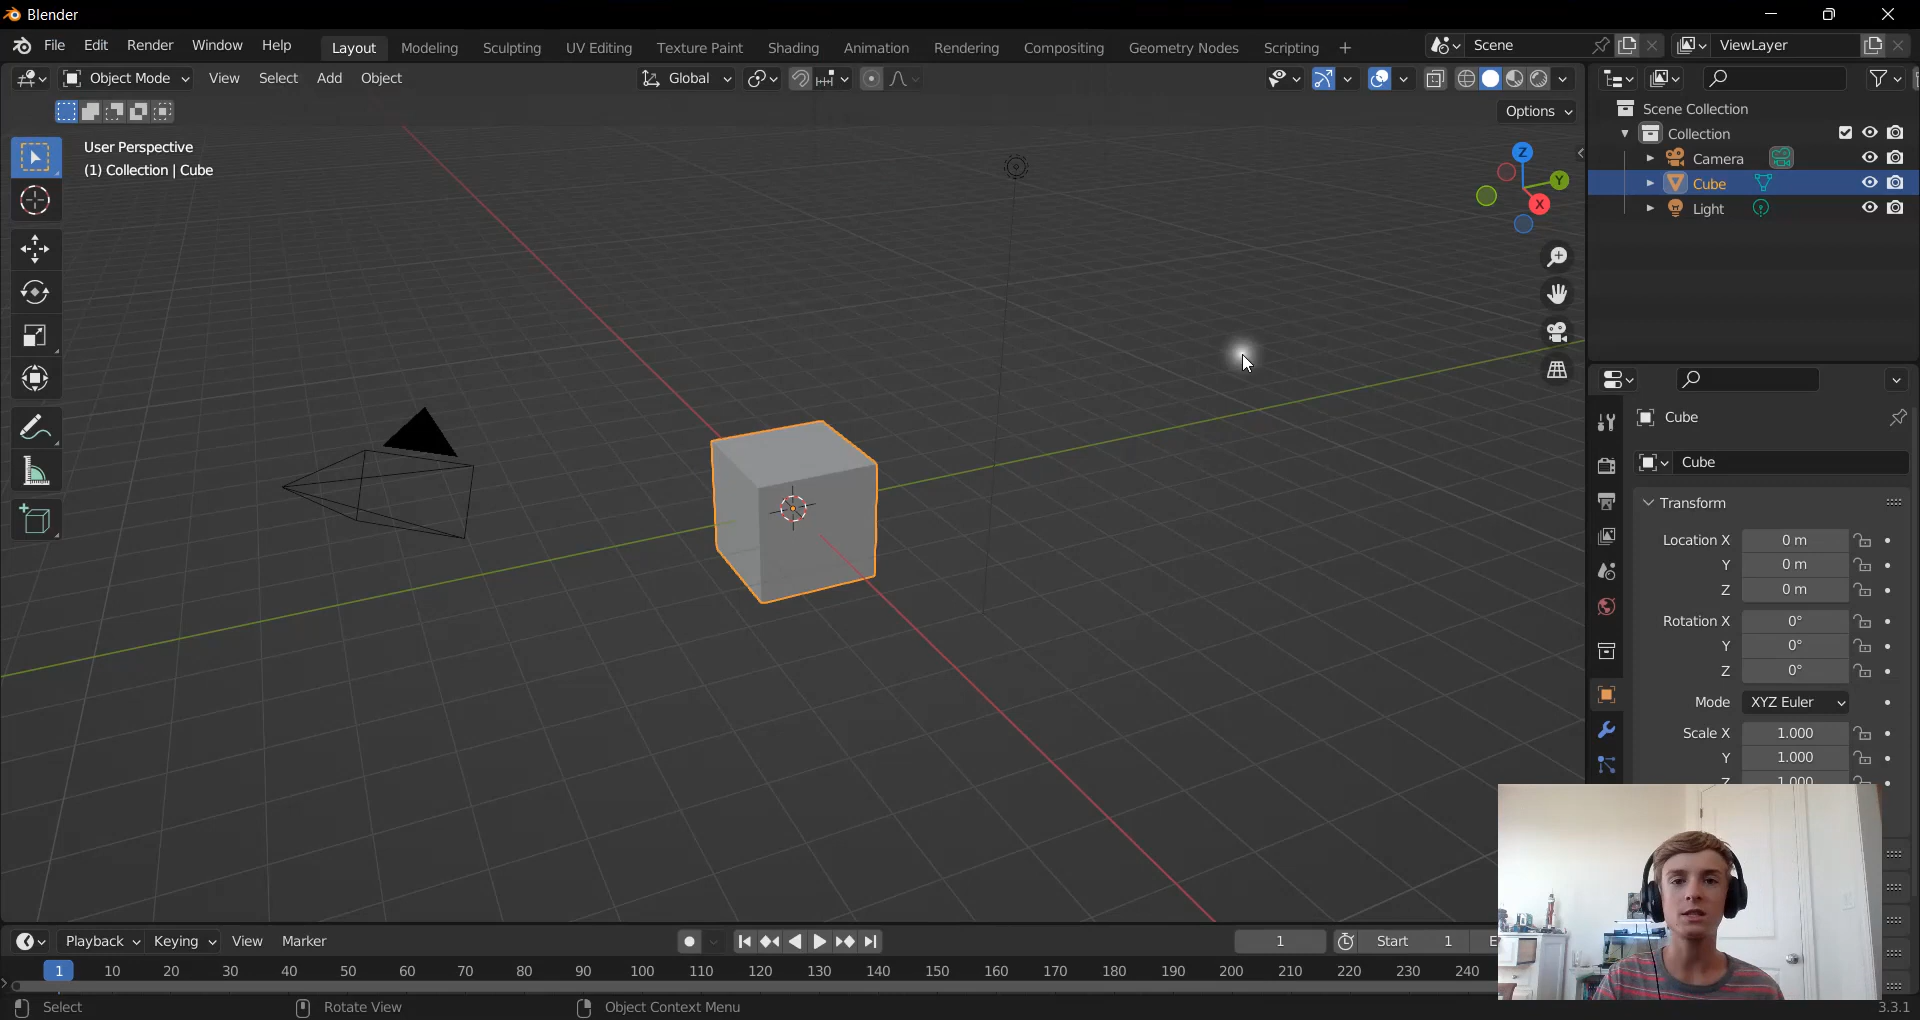 Blender
File Edit Render Window Help Layout Modeling Sculpting UV Editing Texture Paint Shading Animation Rendering Compositing Geometry Nodes Scripting + Scene ViewLayer
Object Mode View Select Add Object Global
Options
User Perspective
(1) Collection | Cube
Z
Y
X
Scene Collection
Collection
Camera
Cube
Light
Cube
Cube
Transform
Location X 0 m
Y 0 m
Z 0 m
Rotation X 0°
Y 0°
Z 0°
Mode XYZ Euler
Scale X 1.000
Y 1.000
Z 1.000
Playback Keying View Marker 1 Start 1 E
1 10 20 30 40 50 60 70 80 90 100 110 120 130 140 150 160 170 180 190 200 210 220 230 240
Select Rotate View Object Context Menu 3.3.1